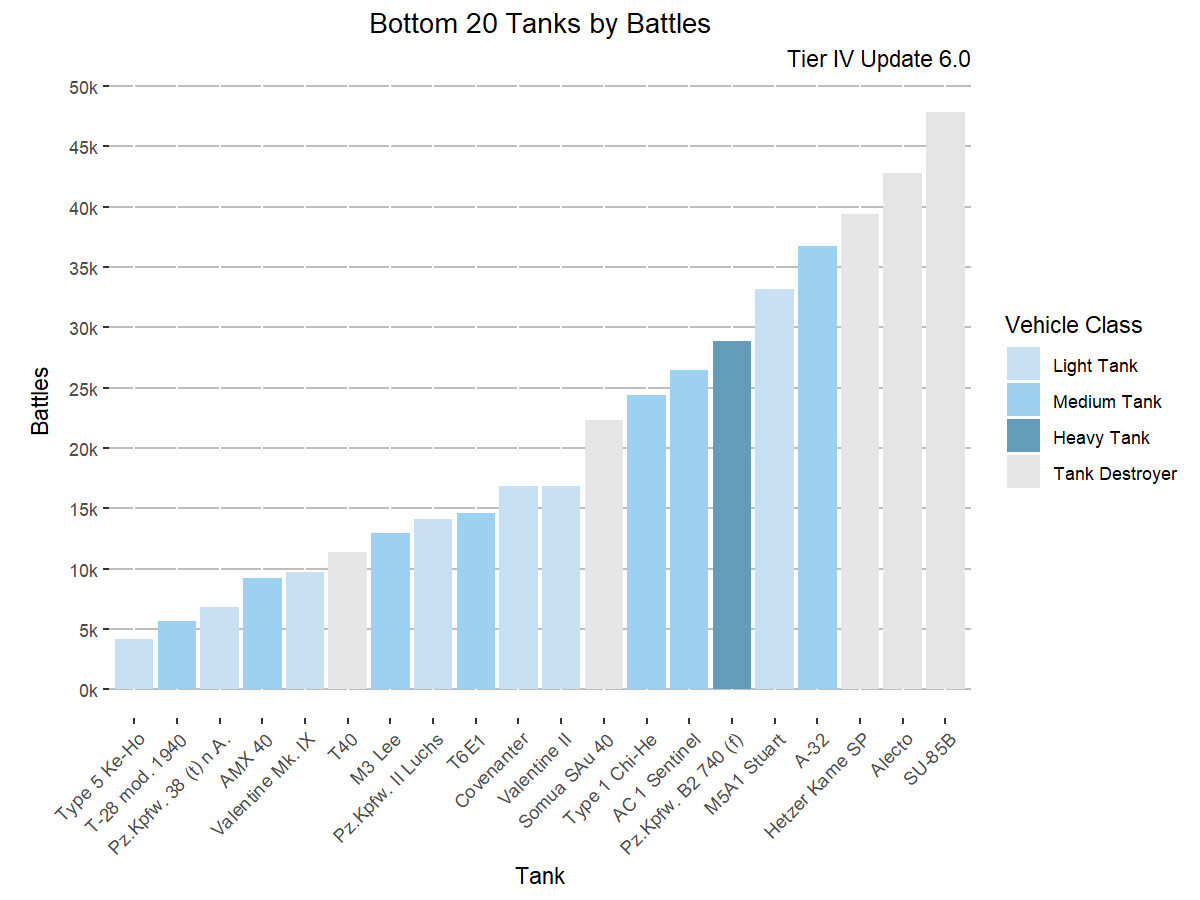 Bottom 20 Tanks by Battles
Tier IV Update 6.0
50k
45k
40k
35k
30k
25k
20k
15k
10k
5k
0k
Battles
Type 5 Ke-Ho
T-28 mod. 1940
Pz.Kpfw. 38 (t) n.A.
AMX 40
Valentine Mk. IX
T40
M3 Lee
Pz.Kpfw. II Luchs
T6E1
Covenanter
Valentine II
Somua SAu 40
Type 1 Chi-He
AC 1 Sentinel
Pz.Kpfw. B2 740 (f)
M5A1 Stuart
A-32
Hetzer Kame SP
Alecto
SU-85B
Tank
Vehicle Class
Light Tank
Medium Tank
Heavy Tank
Tank Destroyer